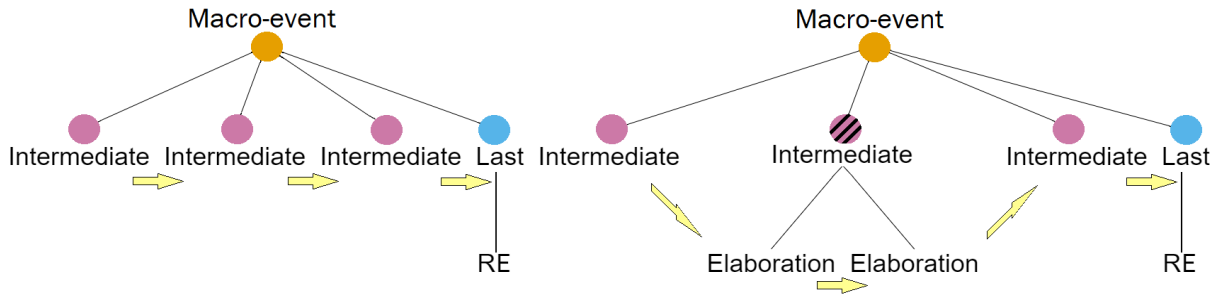 Macro-event
Intermediate Intermediate Intermediate Last
RE
Macro-event
Intermediate Intermediate Intermediate Last
Elaboration Elaboration
RE